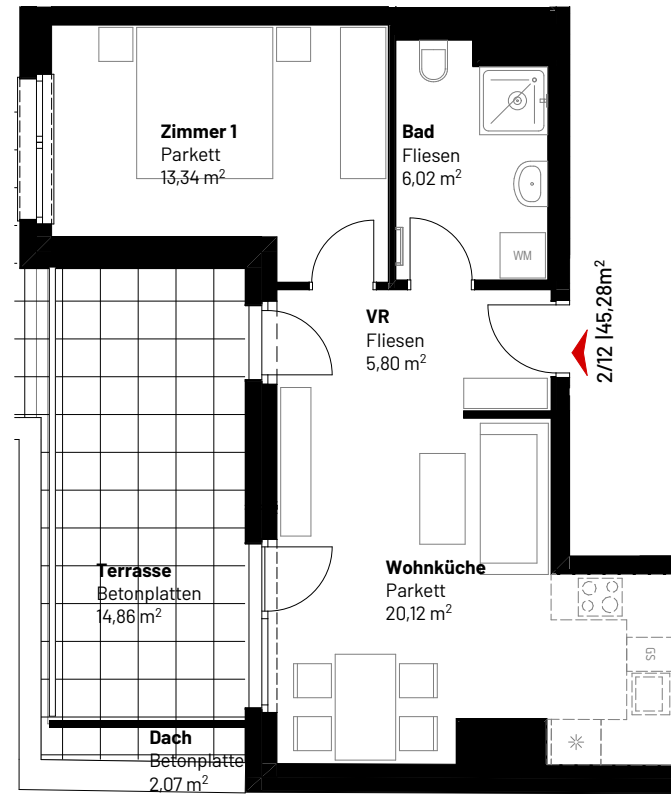 Zimmer 1
Parkett
13,34 m²
Bad
Fliesen
6,02 m²
WM
VR
Fliesen
5,80 m²
2/12 |45,28m²
Terrasse
Betonplatten
14,86 m²
Wohnküche
Parkett
20,12 m²
GS
Dach
Betonplatte
2,07 m²